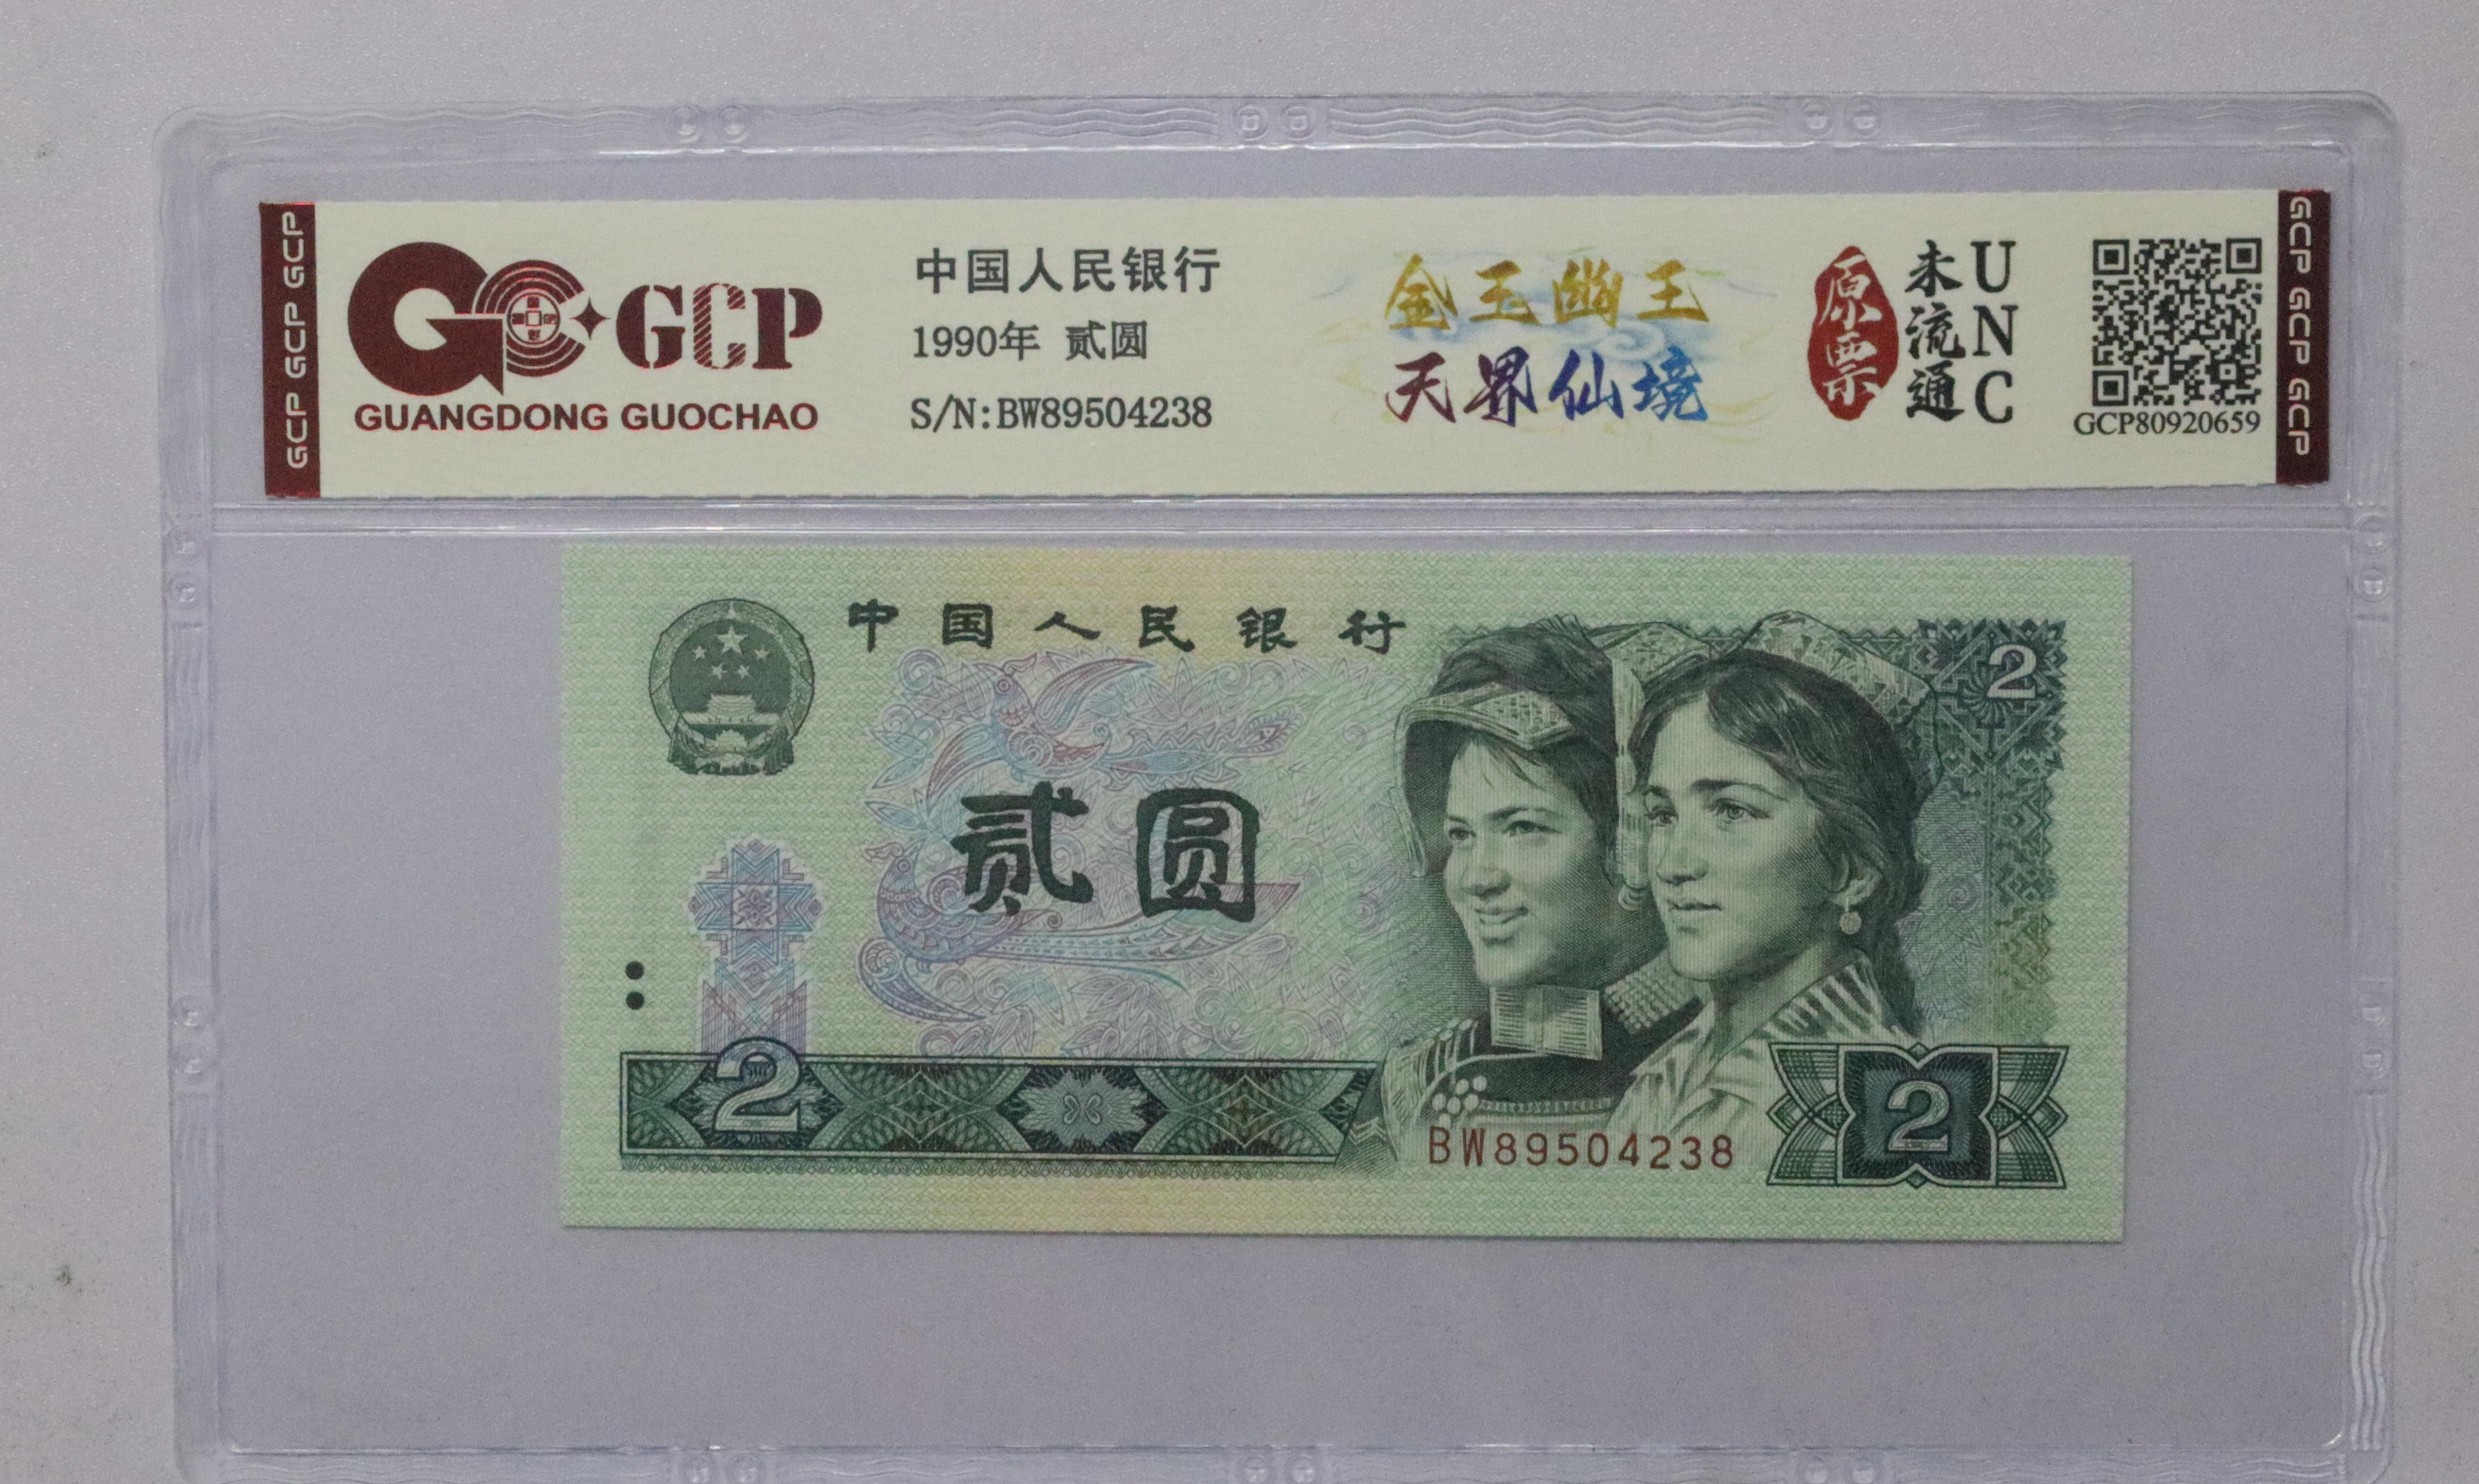 GCP GCP GCP
GCP
GUANGDONG GUOCHAO
中国人民银行
1990年 贰圆
S/N:BW89504238
金玉幽王
天界仙境
原票
未流通
UNC
GCP80920659
GCP GCP GCP
中国人民银行
2
贰圆
2
BW89504238
2